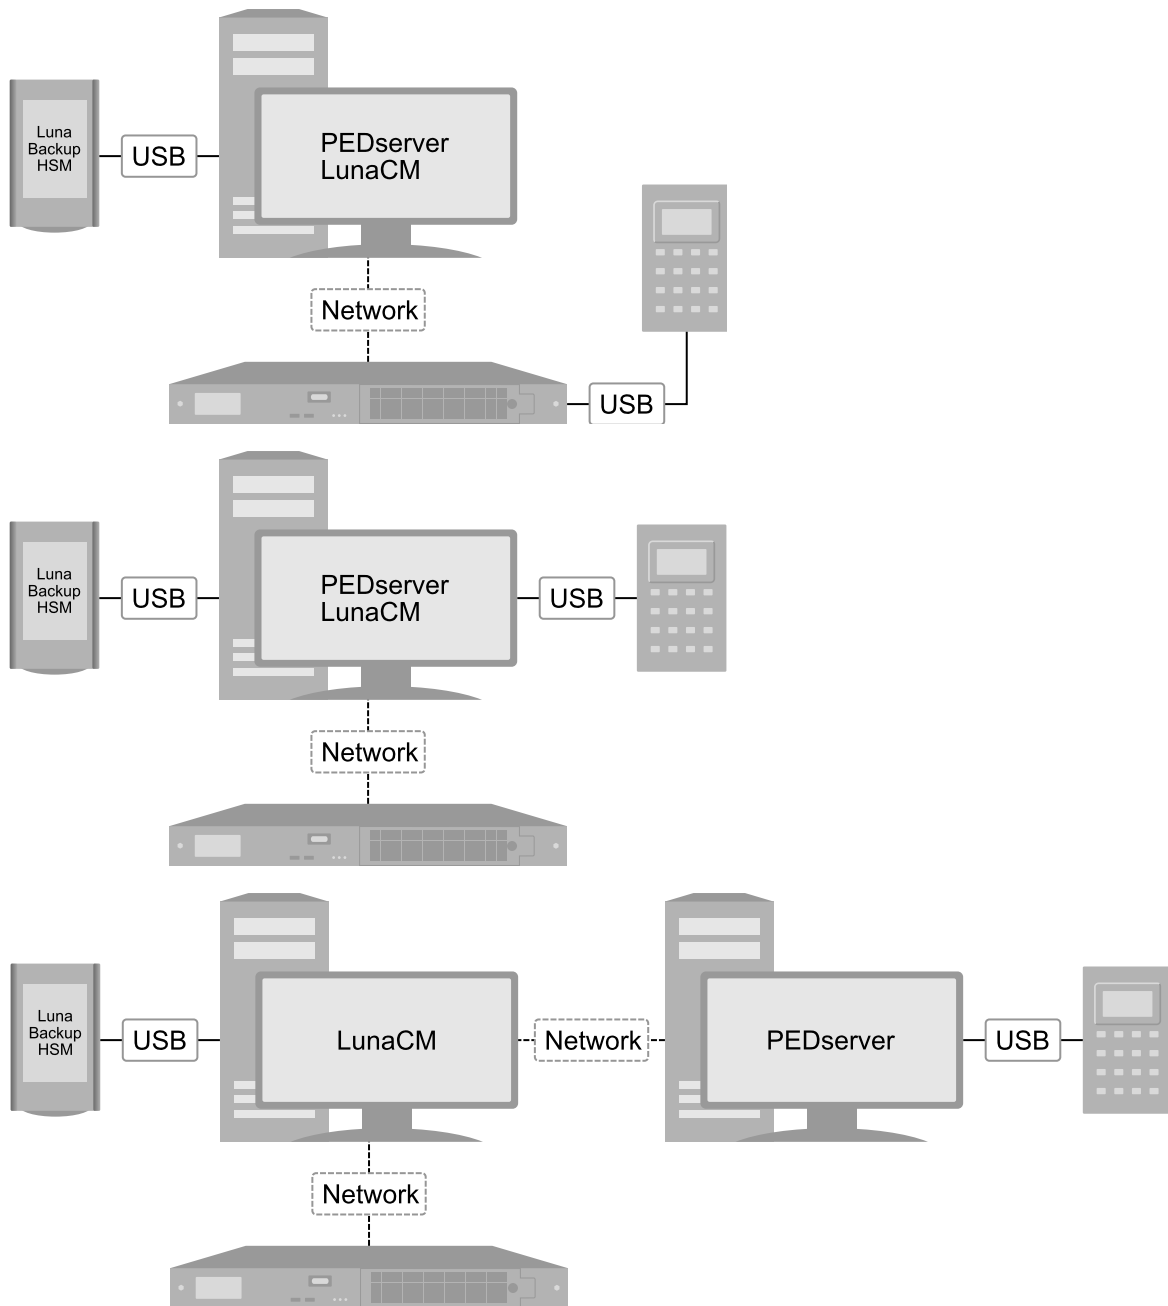 Luna
Backup
HSM
USB
PEDserver
LunaCM
Network
USB
Luna
Backup
HSM
USB
PEDserver
LunaCM
USB
Network
Luna
Backup
HSM
USB
LunaCM
Network
PEDserver
USB
Network